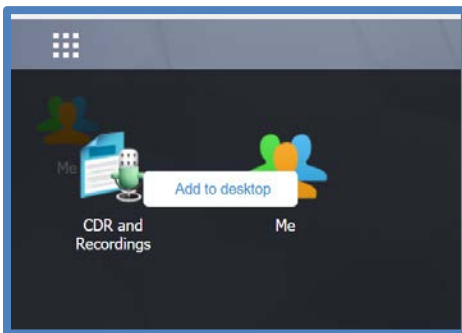 Me
Add to desktop
CDR and
Recordings
Me